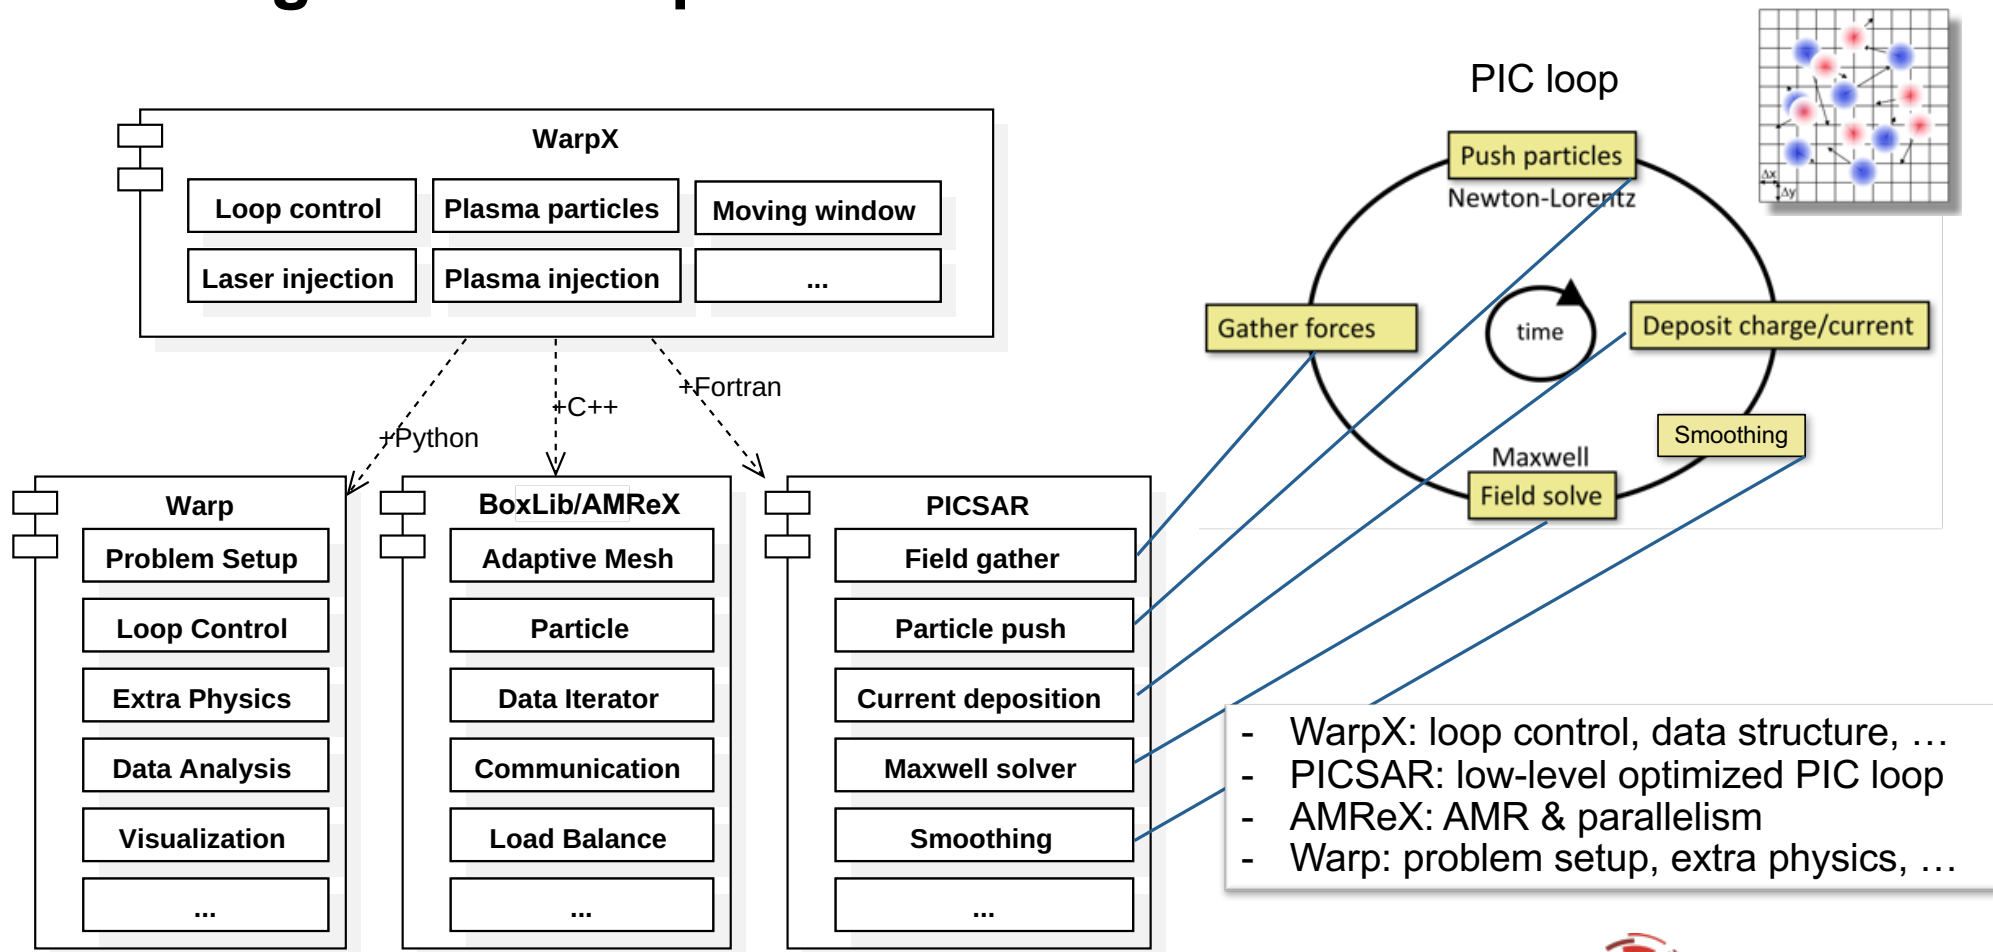 WarpX
Loop control
Plasma particles
Moving window
Laser injection
Plasma injection
...
+Python
+C++
+Fortran
Warp
Problem Setup
Loop Control
Extra Physics
Data Analysis
Visualization
...
BoxLib/AMReX
Adaptive Mesh
Particle
Data Iterator
Communication
Load Balance
...
PICSAR
Field gather
Particle push
Current deposition
Maxwell solver
Smoothing
...
PIC loop
Push particles
Newton-Lorentz
Gather forces
time
Deposit charge/current
Smoothing
Maxwell
Field solve
Δx
Δy
- WarpX: loop control, data structure, …
- PICSAR: low-level optimized PIC loop
- AMReX: AMR & parallelism
- Warp: problem setup, extra physics, …